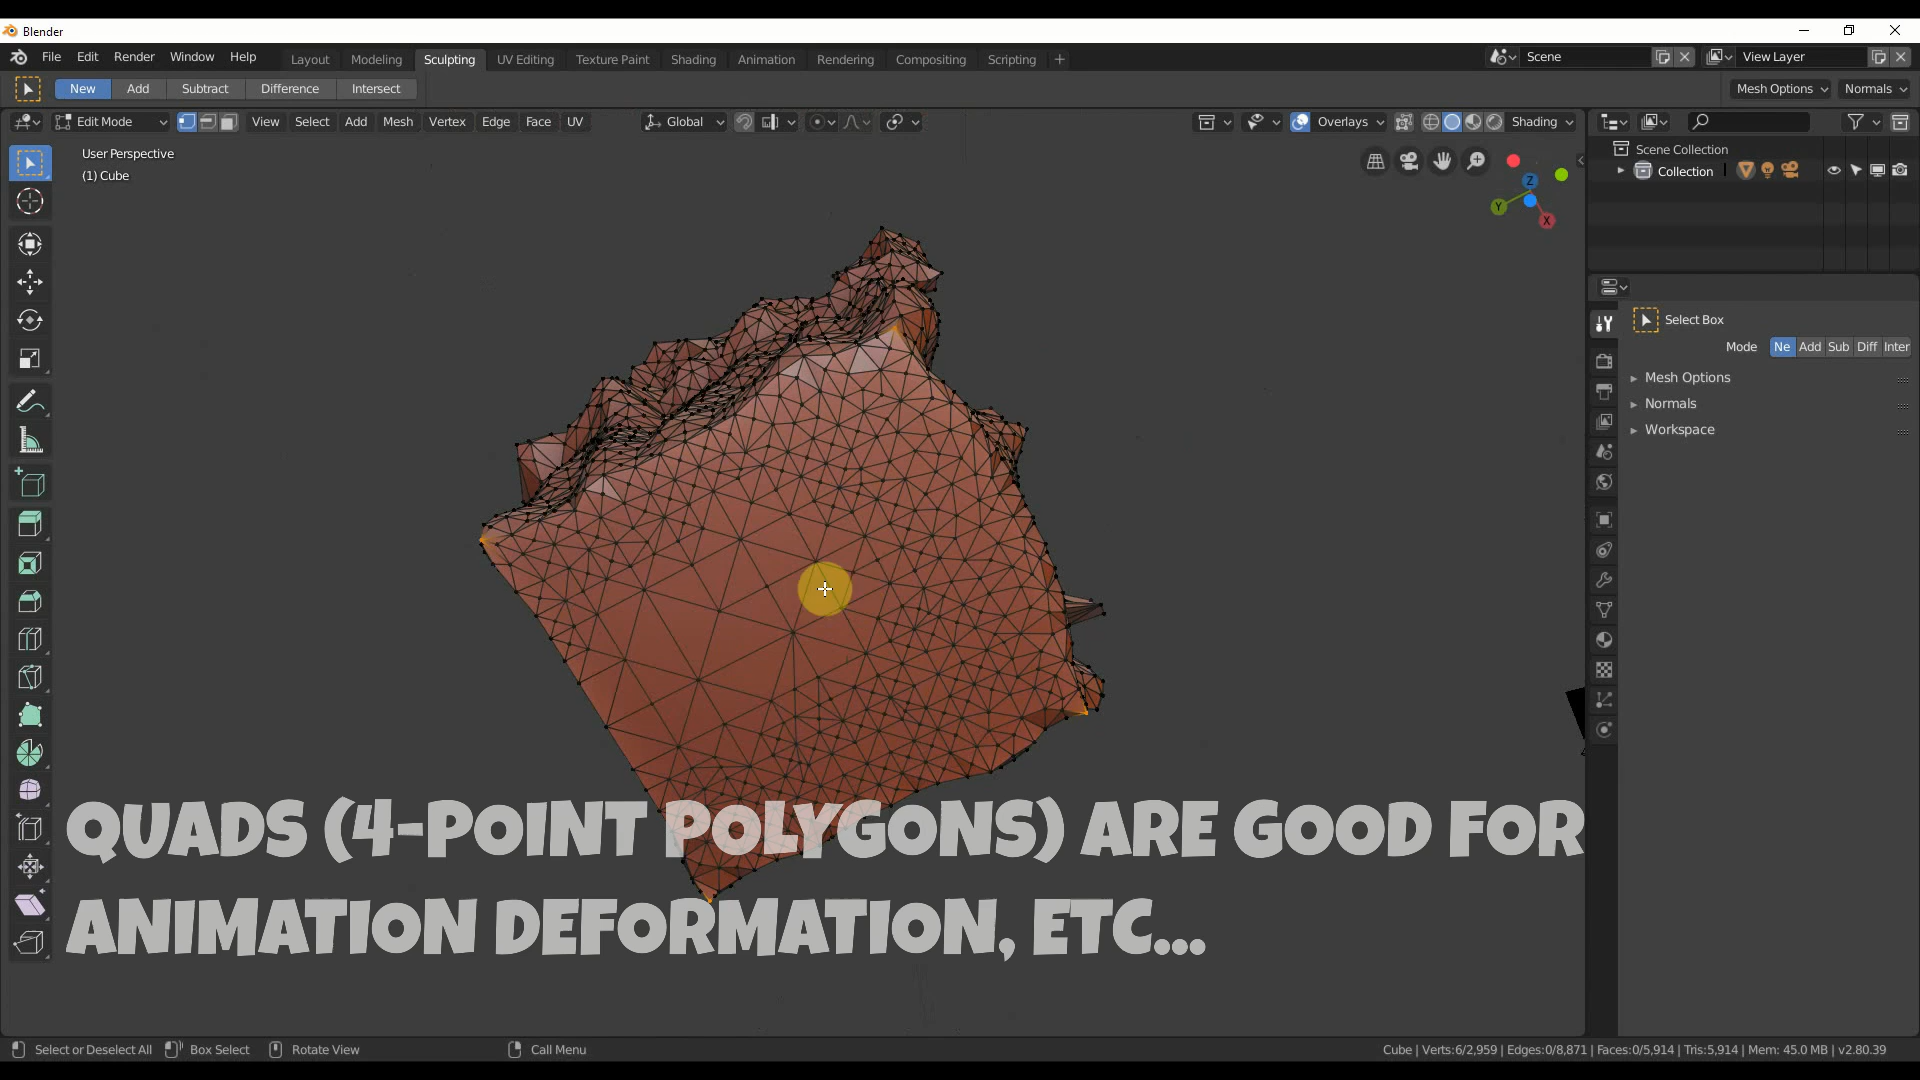 Blender
File Edit Render Window Help Layout Modeling Sculpting UV Editing Texture Paint Shading Animation Rendering Compositing Scripting + Scene View Layer
New Add Subtract Difference Intersect Mesh Options Normals
Edit Mode View Select Add Mesh Vertex Edge Face UV Global Overlays Shading
User Perspective
(1) Cube
Z
Y
X
Scene Collection
Collection
Select Box
Mode Ne Add Sub Diff Inter
Mesh Options
Normals
Workspace
QUADS (4-POINT POLYGONS) ARE GOOD FOR
ANIMATION DEFORMATION, ETC...
Select or Deselect All Box Select Rotate View Call Menu Cube | Verts:6/2,959 | Edges:0/8,871 | Faces:0/5,914 | Tris:5,914 | Mem: 45.0 MB | v2.80.39